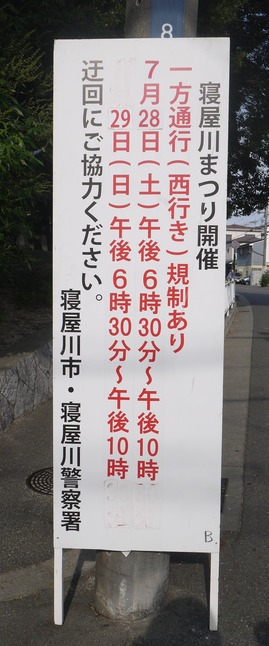 8
寝屋川まつり開催
一方通行(西行き)規制あり
7月28日(土)午後6時30分～午後10時
29日(日)午後6時30分～午後10時
迂回にご協力ください。
寝屋川市・寝屋川警察署
B.